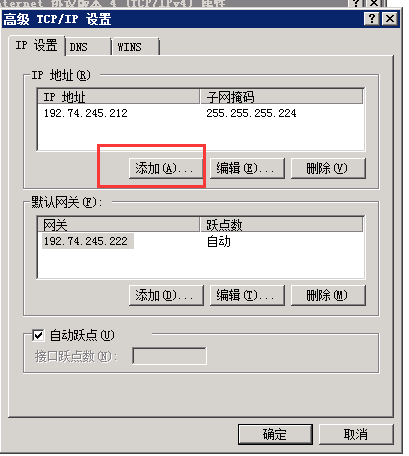 Internet 协议版本 4 (TCP/IPv4) 属性
高级 TCP/IP 设置
IP 设置 DNS WINS
IP 地址(R)
IP 地址 子网掩码
192.74.245.212 255.255.255.224
添加(A)... 编辑(E)... 删除(V)
默认网关(F):
网关 跃点数
192.74.245.222 自动
添加(D)... 编辑(T)... 删除(M)
自动跃点(U)
接口跃点数(N):
确定 取消